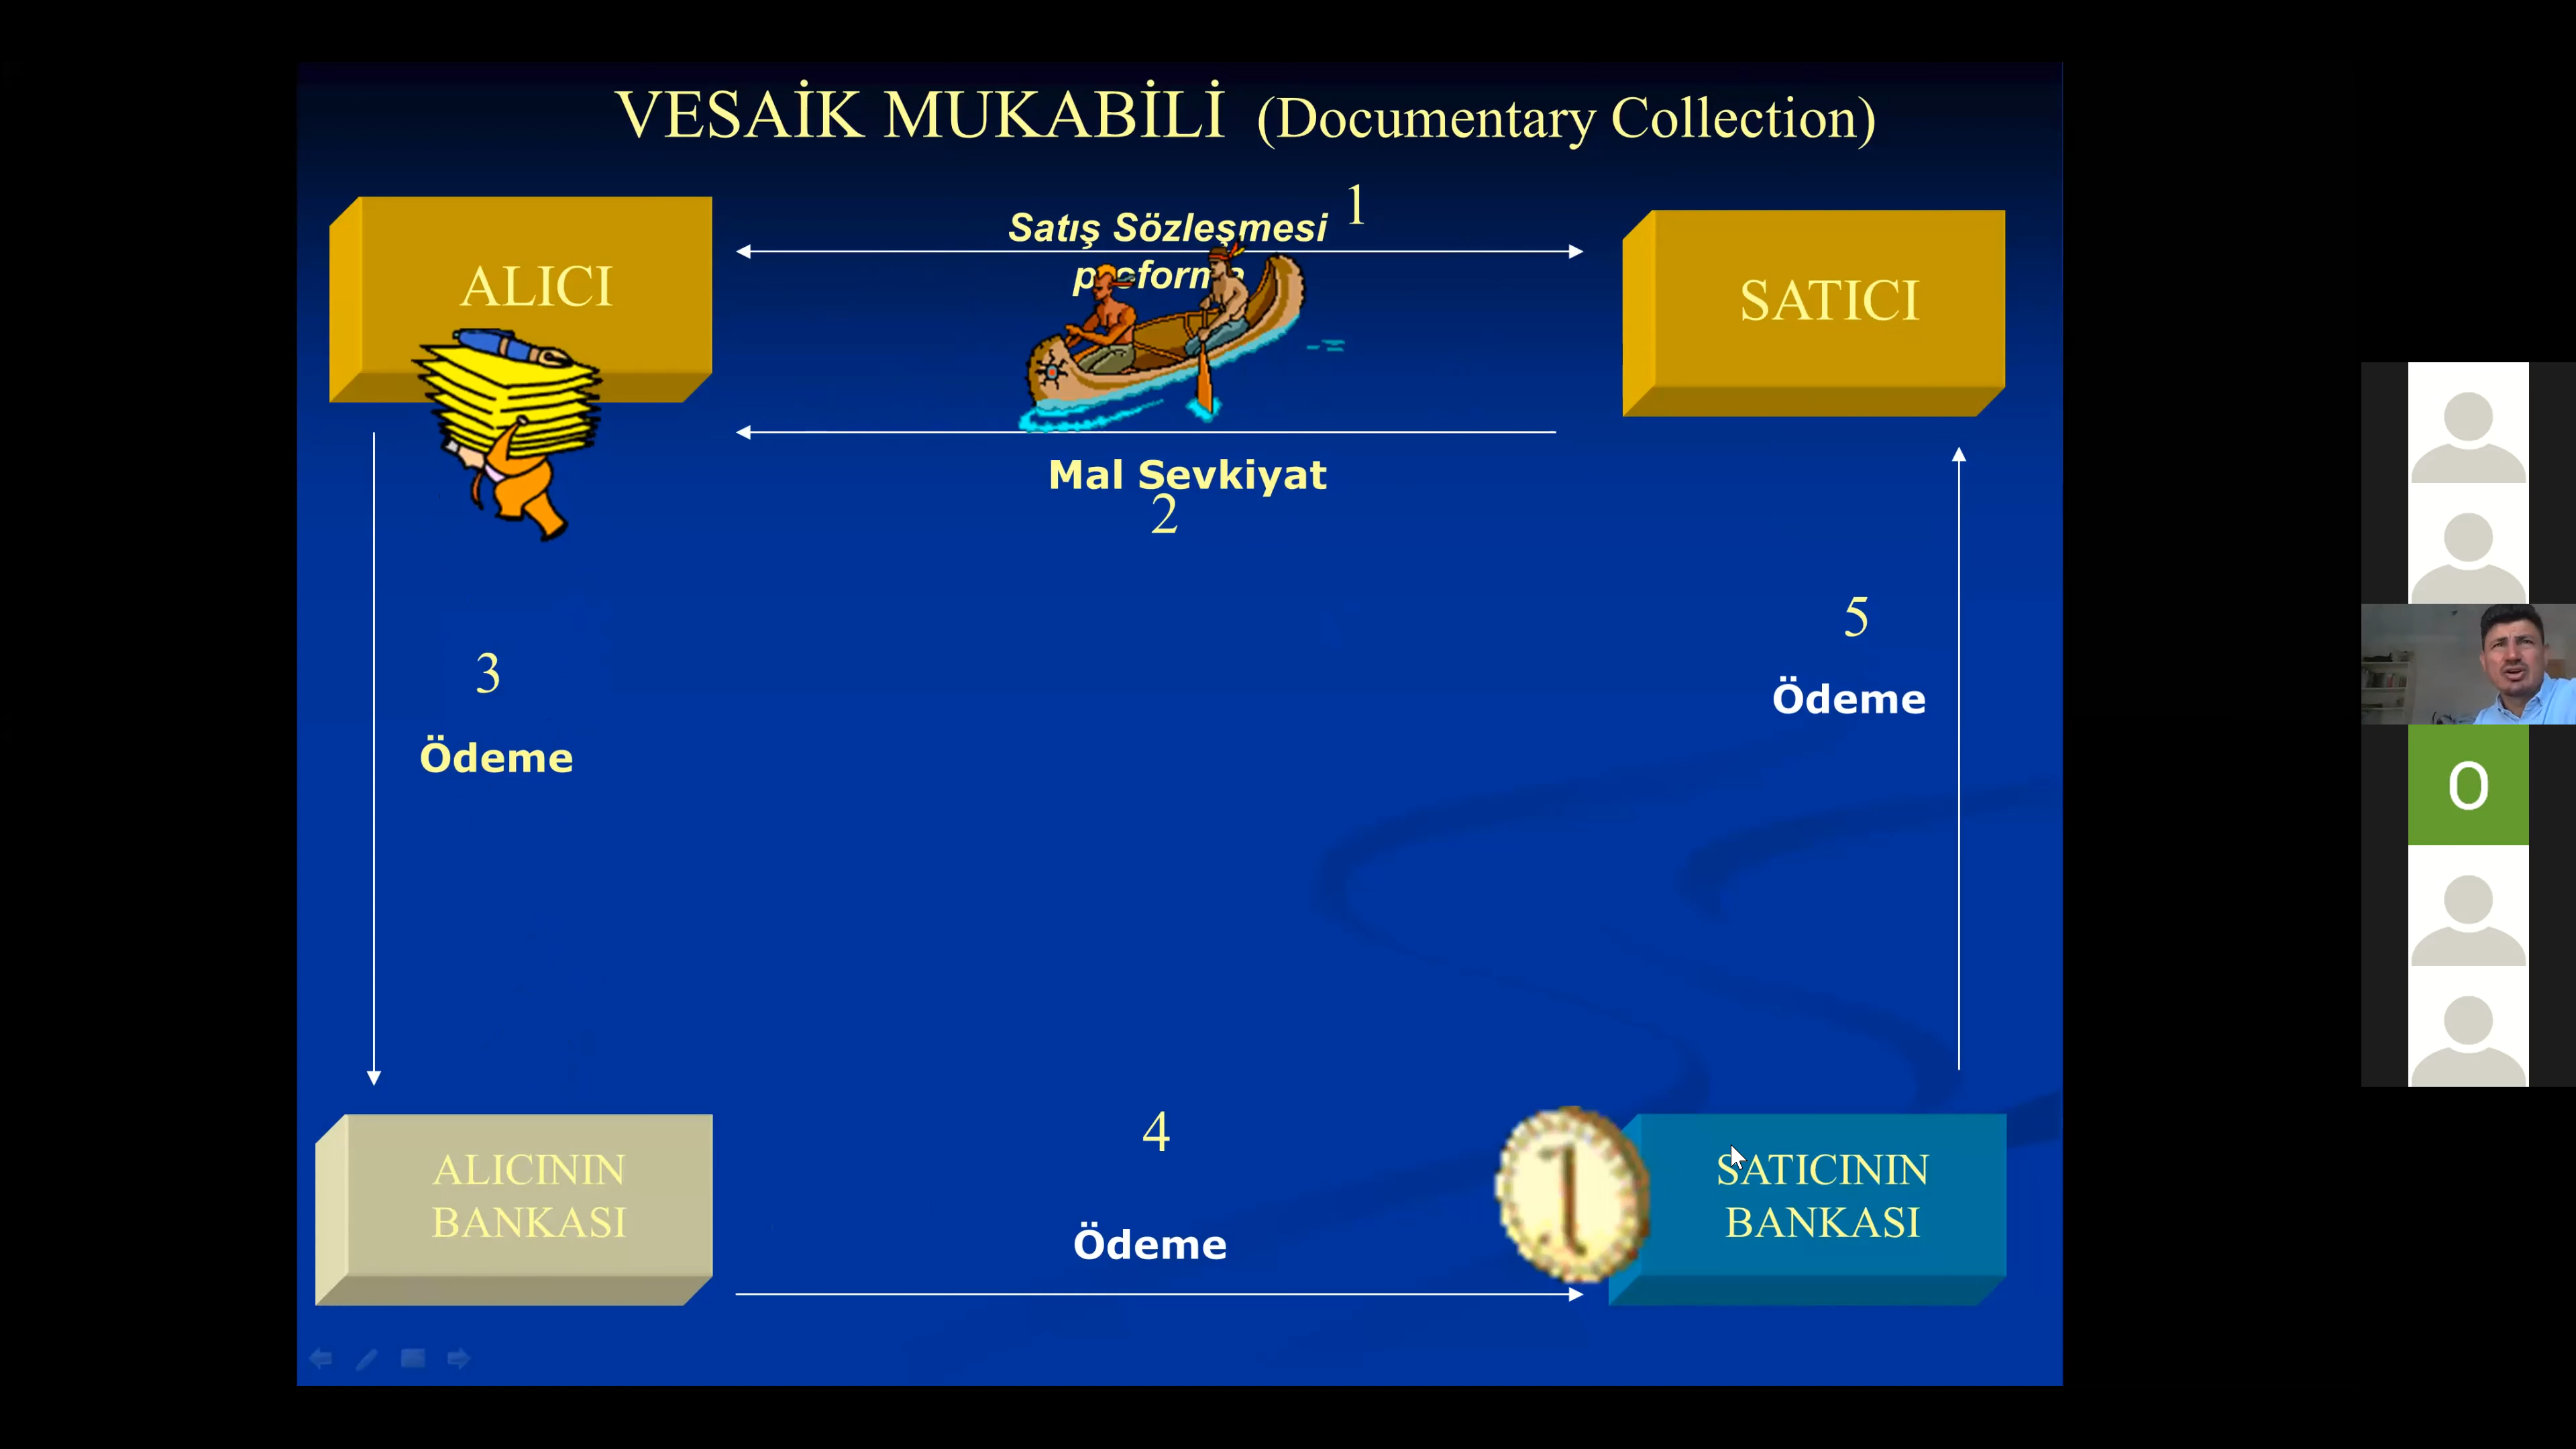 VESAİK MUKABİLİ (Documentary Collection)
1
Satış Sözleşmesi
ALICI
SATICI
Mal Sevkiyat
2
3
Ödeme
5
Ödeme
4
Ödeme
ALICININ
BANKASI
1
SATICININ
BANKASI
O